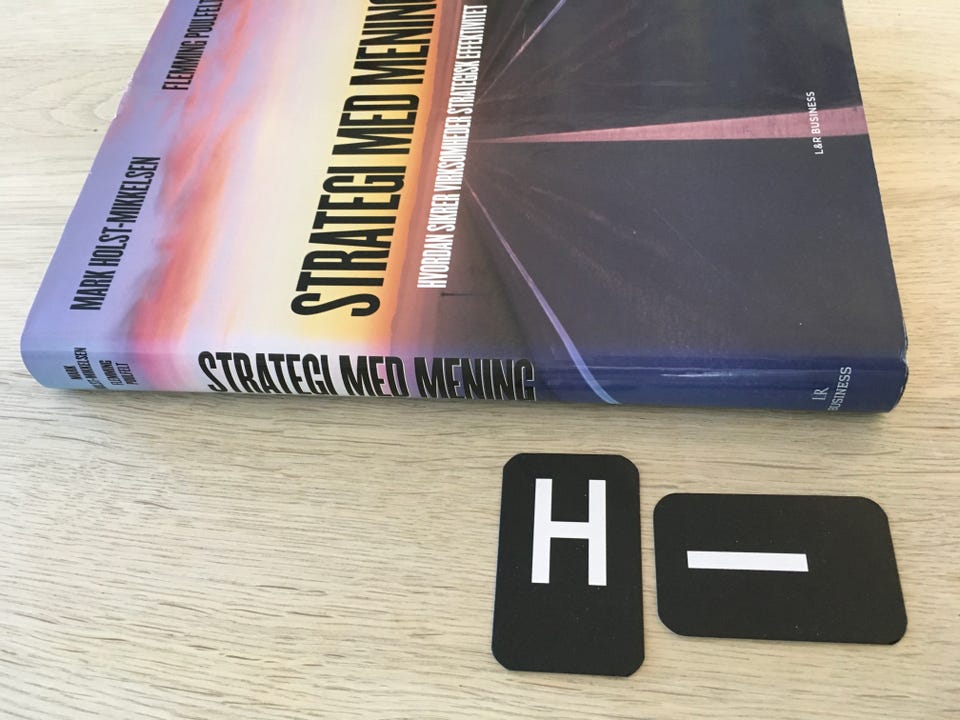 MARK HOLST-MIKKELSEN
FLEMMING POULFELT
STRATEGI MED MENING
HVORDAN SIKRER VIRKSOMHEDER STRATEGISK EFFEKTIVITET
L&R BUSINESS
MARK
HOLST-MIKKELSEN
FLEMMING
POULFELT
STRATEGI MED MENING
LR
BUSINESS
H
I